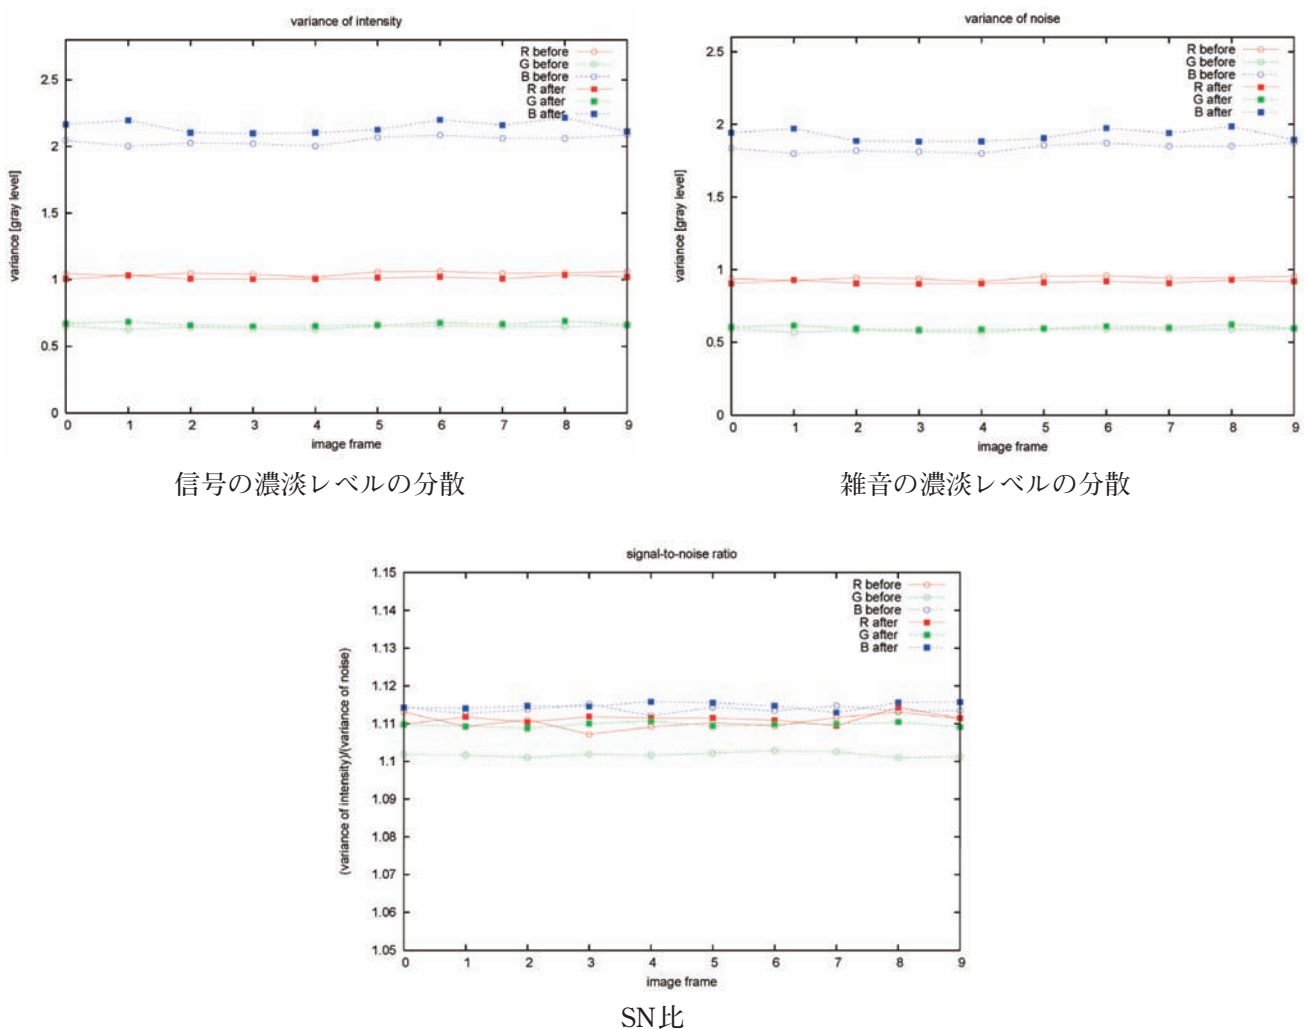 variance of intensity
R before
G before
B before
R after
G after
B after
2.5
2
1.5
1
0.5
0
variance [gray level]
0 1 2 3 4 5 6 7 8 9
image frame
信号の濃淡レベルの分散
variance of noise
R before
G before
B before
R after
G after
B after
2.5
2
1.5
1
0.5
0
variance [gray level]
0 1 2 3 4 5 6 7 8 9
image frame
雑音の濃淡レベルの分散
signal-to-noise ratio
R before
G before
B before
R after
G after
B after
1.15
1.14
1.13
1.12
1.11
1.1
1.09
1.08
1.07
1.06
1.05
(variance of intensity)/(variance of noise)
0 1 2 3 4 5 6 7 8 9
image frame
SN比